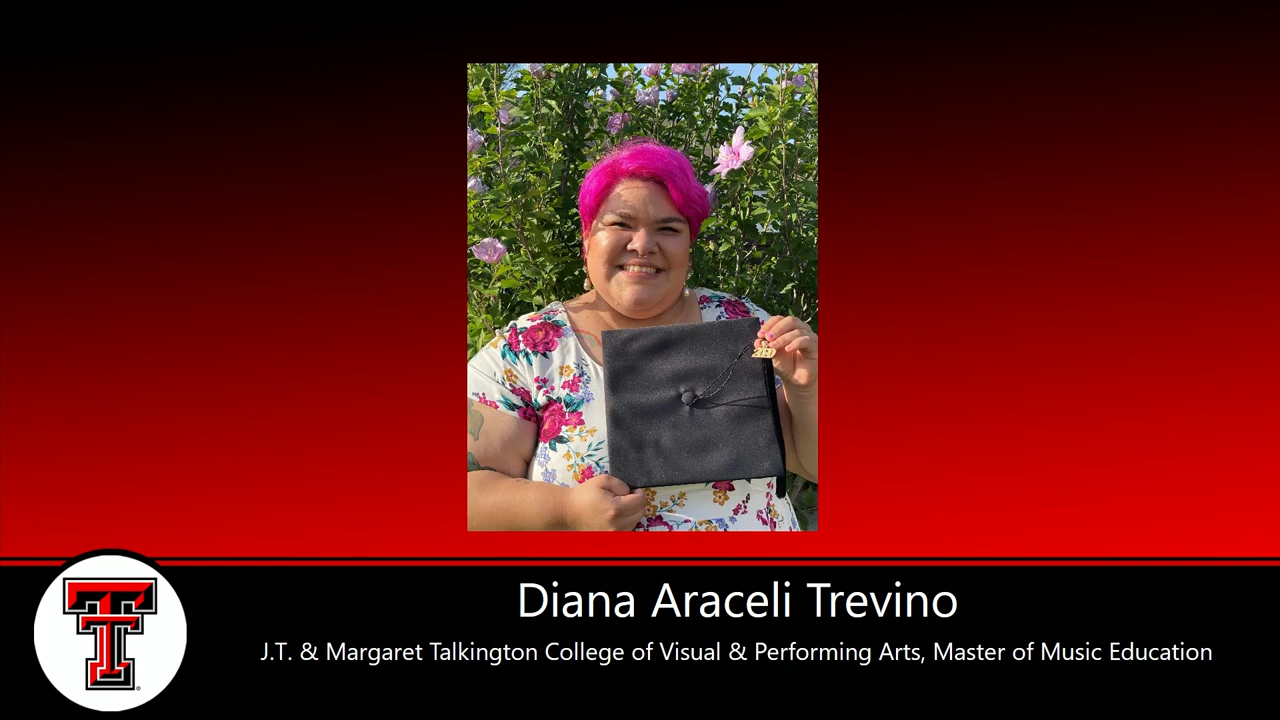 Diana Araceli Trevino
J.T. & Margaret Talkington College of Visual & Performing Arts, Master of Music Education